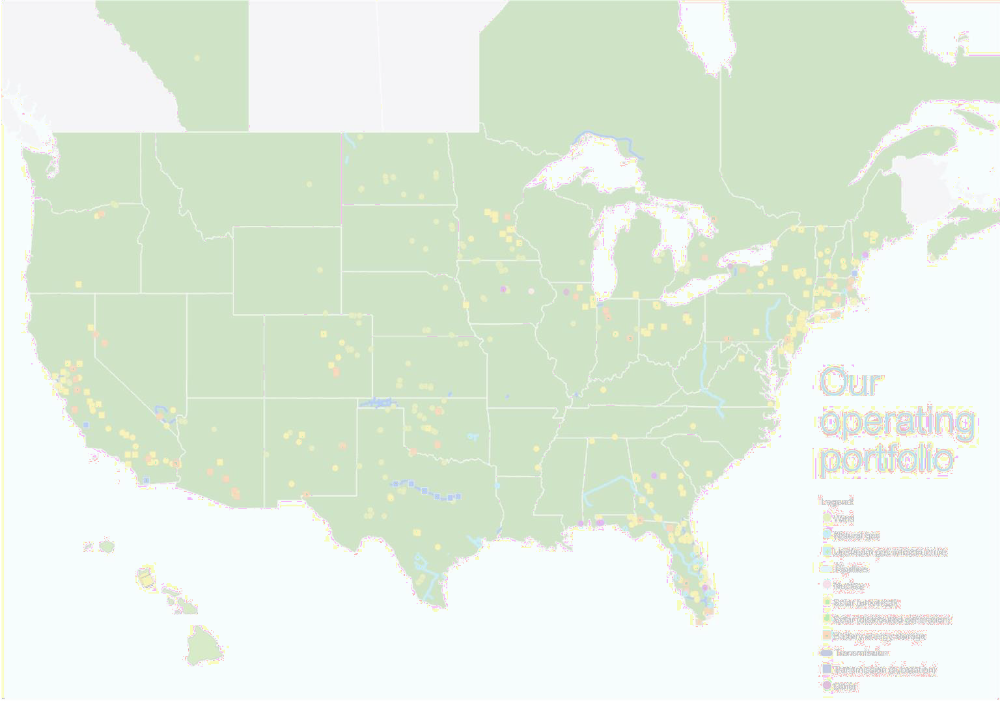 Our
operating
portfolio
Legend:
Wind
Natural gas
Upstream gas infrastructure
Pipeline
Nuclear
Solar (universal)
Solar (distributed generation)
Battery energy storage
Transmission
Transmission (substation)
Other